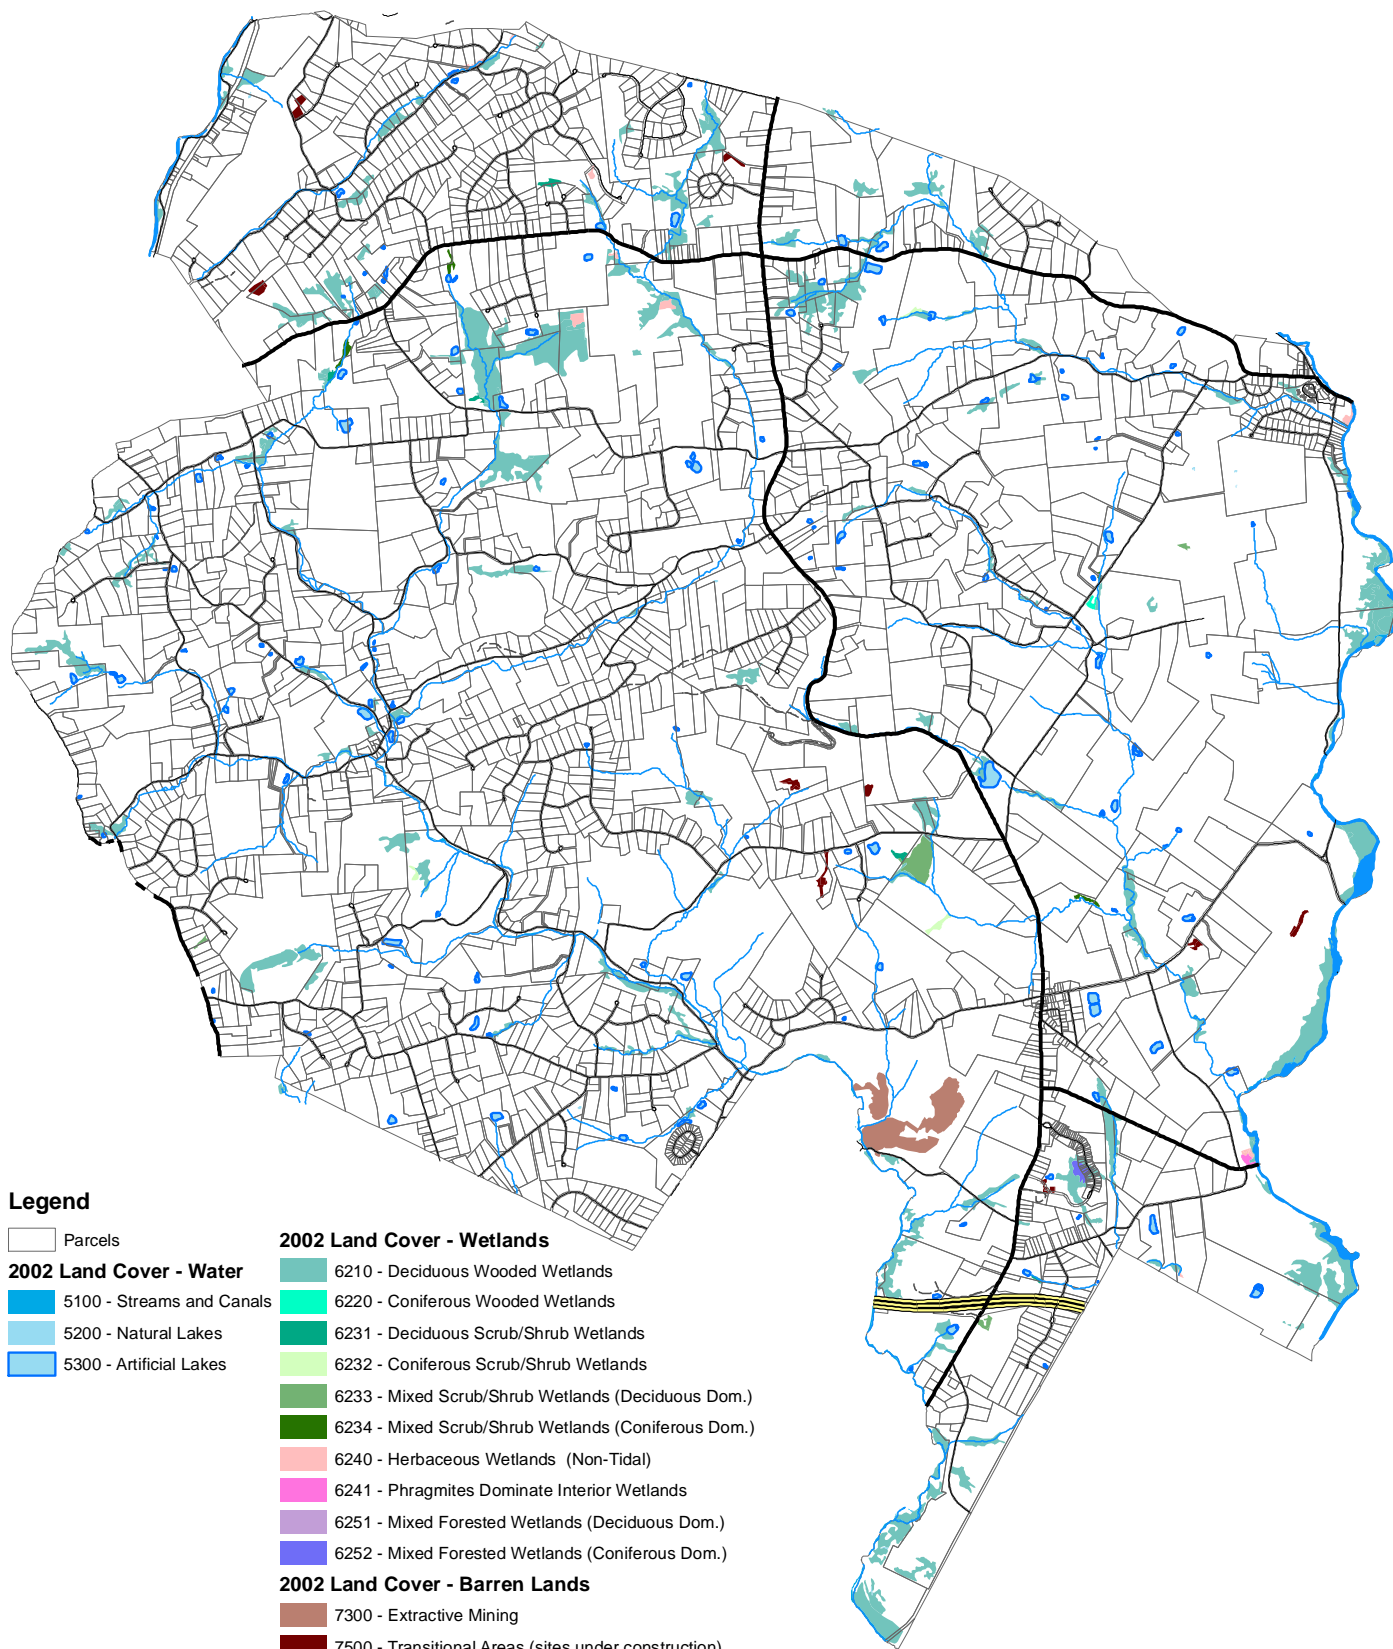 Legend
Parcels
2002 Land Cover - Water
5100 - Streams and Canals
5200 - Natural Lakes
5300 - Artificial Lakes
2002 Land Cover - Wetlands
6210 - Deciduous Wooded Wetlands
6220 - Coniferous Wooded Wetlands
6231 - Deciduous Scrub/Shrub Wetlands
6232 - Coniferous Scrub/Shrub Wetlands
6233 - Mixed Scrub/Shrub Wetlands (Deciduous Dom.)
6234 - Mixed Scrub/Shrub Wetlands (Coniferous Dom.)
6240 - Herbaceous Wetlands (Non-Tidal)
6241 - Phragmites Dominate Interior Wetlands
6251 - Mixed Forested Wetlands (Deciduous Dom.)
6252 - Mixed Forested Wetlands (Coniferous Dom.)
2002 Land Cover - Barren Lands
7300 - Extractive Mining
7500 - Transitional Areas (sites under construction)